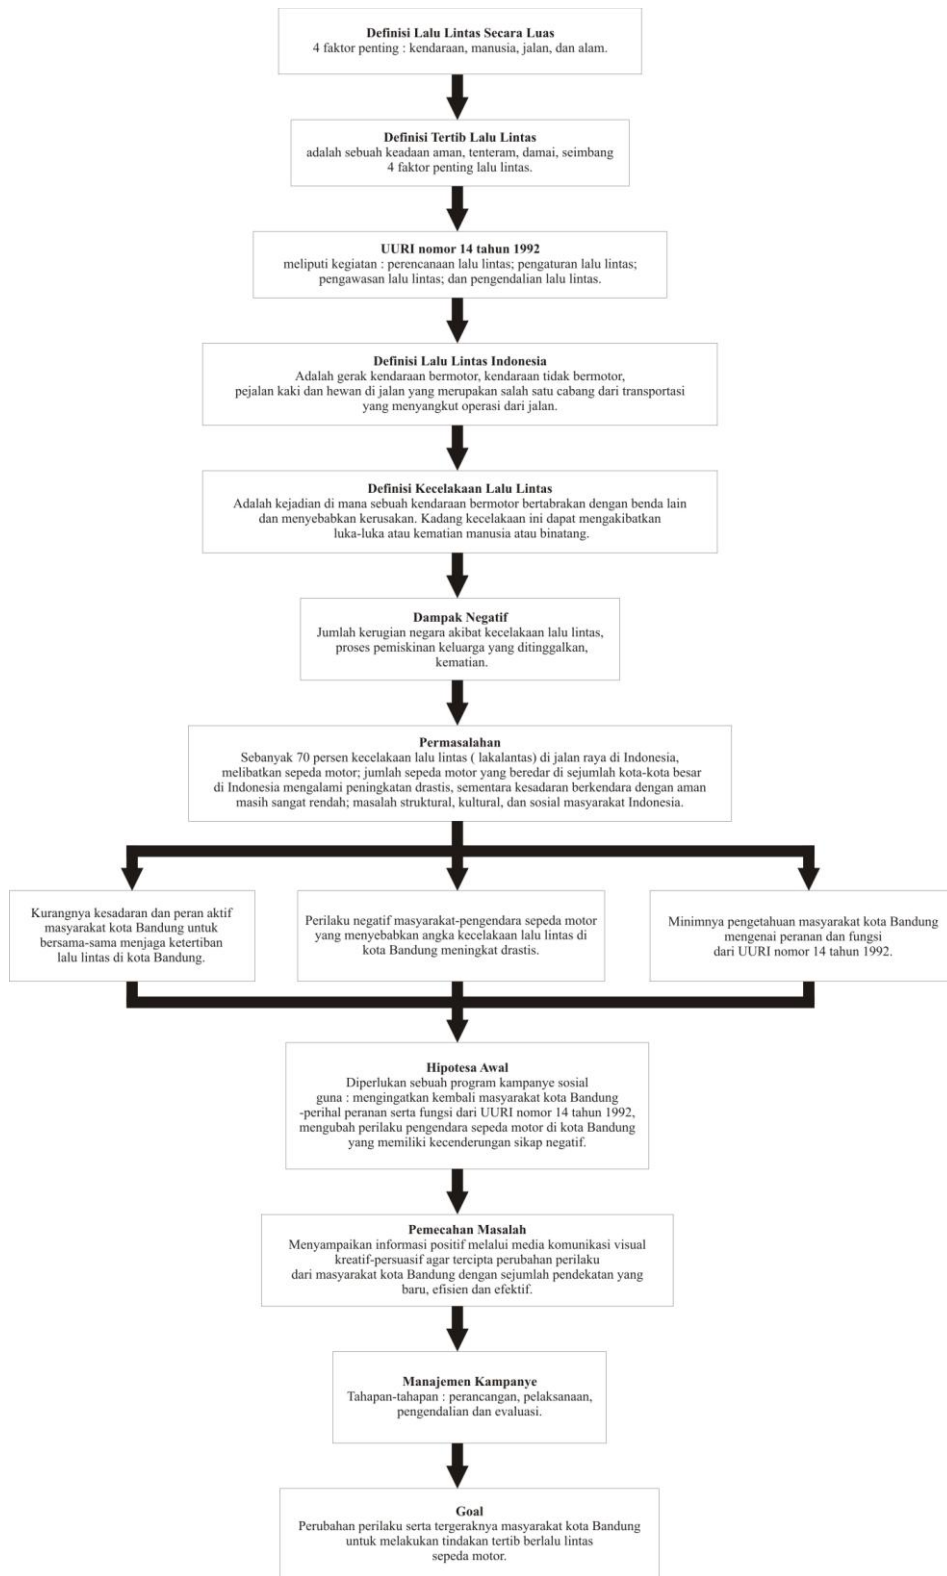 Definisi Lalu Lintas Secara Luas
4 faktor penting : kendaraan, manusia, jalan, dan alam.
Definisi Tertib Lalu Lintas
adalah sebuah keadaan aman, tenteram, damai, seimbang
4 faktor penting lalu lintas.
UURI nomor 14 tahun 1992
meliputi kegiatan : perencanaan lalu lintas; pengaturan lalu lintas;
pengawasan lalu lintas; dan pengendalian lalu lintas.
Definisi Lalu Lintas Indonesia
Adalah gerak kendaraan bermotor, kendaraan tidak bermotor,
pejalan kaki dan hewan di jalan yang merupakan salah satu cabang dari transportasi
yang menyangkut operasi dari jalan.
Definisi Kecelakaan Lalu Lintas
Adalah kejadian di mana sebuah kendaraan bermotor bertabrakan dengan benda lain
dan menyebabkan kerusakan. Kadang kecelakaan ini dapat mengakibatkan
luka-luka atau kematian manusia atau binatang.
Dampak Negatif
Jumlah kerugian negara akibat kecelakaan lalu lintas,
proses pemiskinan keluarga yang ditinggalkan,
kematian.
Permasalahan
Sebanyak 70 persen kecelakaan lalu lintas ( lakalantas) di jalan raya di Indonesia,
melibatkan sepeda motor; jumlah sepeda motor yang beredar di sejumlah kota-kota besar
di Indonesia mengalami peningkatan drastis, sementara kesadaran berkendara dengan aman
masih sangat rendah; masalah struktural, kultural, dan sosial masyarakat Indonesia.
Kurangnya kesadaran dan peran aktif
masyarakat kota Bandung untuk
bersama-sama menjaga ketertiban
lalu lintas di kota Bandung.
Perilaku negatif masyarakat-pengendara sepeda motor
yang menyebabkan angka kecelakaan lalu lintas di
kota Bandung meningkat drastis.
Minimnya pengetahuan masyarakat kota Bandung
mengenai peranan dan fungsi
dari UURI nomor 14 tahun 1992.
Hipotesa Awal
Diperlukan sebuah program kampanye sosial
guna : mengingatkan kembali masyarakat kota Bandung
-perihal peranan serta fungsi dari UURI nomor 14 tahun 1992,
mengubah perilaku pengendara sepeda motor di kota Bandung
yang memiliki kecenderungan sikap negatif.
Pemecahan Masalah
Menyampaikan informasi positif melalui media komunikasi visual
kreatif-persuasif agar tercipta perubahan perilaku
dari masyarakat kota Bandung dengan sejumlah pendekatan yang
baru, efisien dan efektif.
Manajemen Kampanye
Tahapan-tahapan : perancangan, pelaksanaan,
pengendalian dan evaluasi.
Goal
Perubahan perilaku serta tergeraknya masyarakat kota Bandung
untuk melakukan tindakan tertib berlalu lintas
sepeda motor.